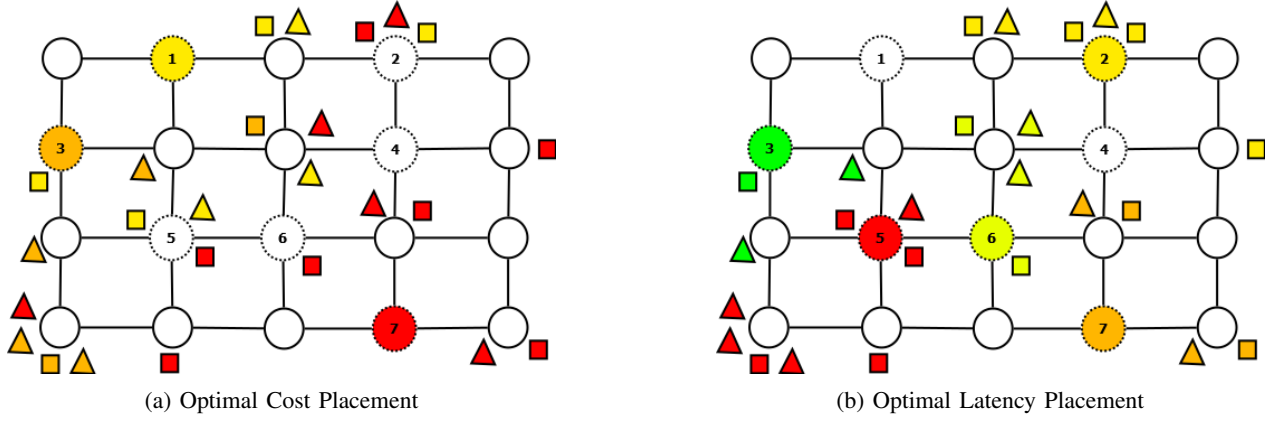 1 2 1 2
3 4 3 4
5 6 5 6
7 7
(a) Optimal Cost Placement
(b) Optimal Latency Placement